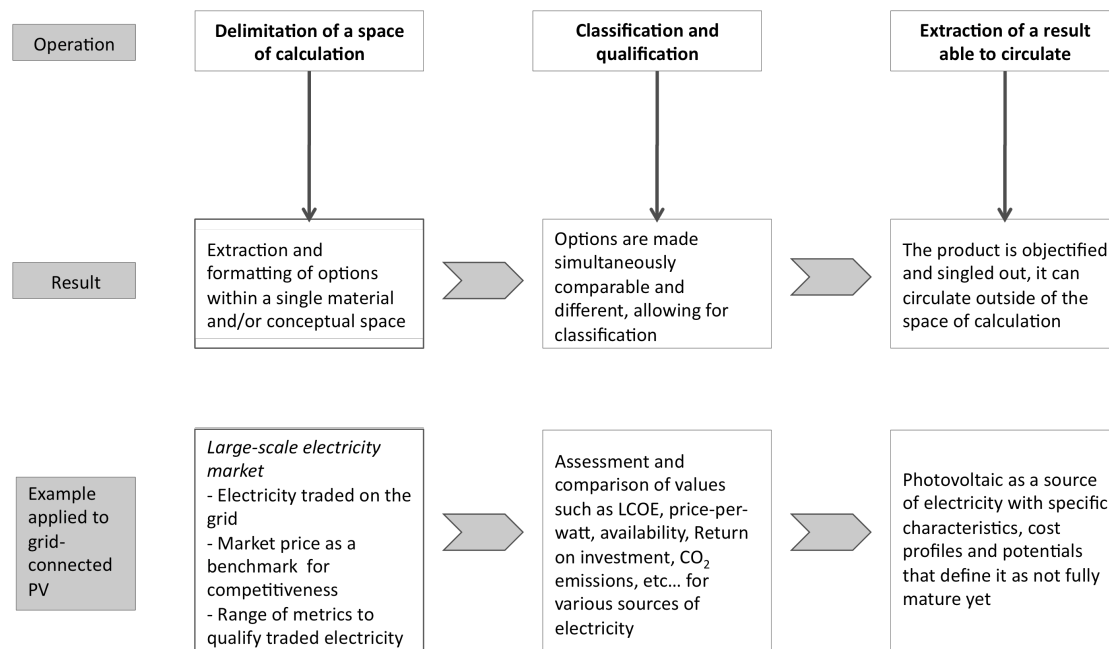 Operation
Delimitation of a space
of calculation
Classification and
qualification
Extraction of a result
able to circulate
Result
Extraction and
formatting of options
within a single material
and/or conceptual space
Options are made
simultaneously
comparable and
different, allowing for
classification
The product is objectified
and singled out, it can
circulate outside of the
space of calculation
Example
applied to
grid-
connected
PV
Large-scale electricity
market
- Electricity traded on the
grid
- Market price as a
benchmark for
competitiveness
- Range of metrics to
qualify traded electricity
Assessment and
comparison of values
such as LCOE, price-per-
watt, availability, Return
on investment, CO₂
emissions, etc... for
various sources of
electricity
Photovoltaic as a source
of electricity with specific
characteristics, cost
profiles and potentials
that define it as not fully
mature yet